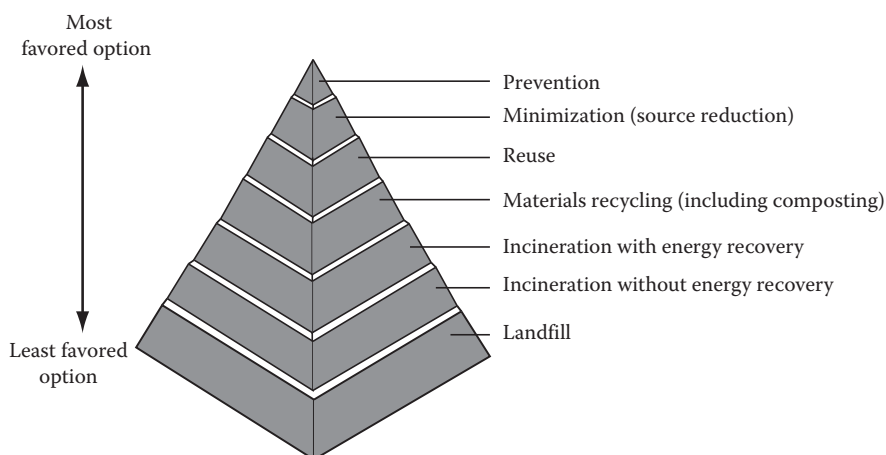 Most
favored option
Prevention
Minimization (source reduction)
Reuse
Materials recycling (including composting)
Incineration with energy recovery
Incineration without energy recovery
Landfill
Least favored
option